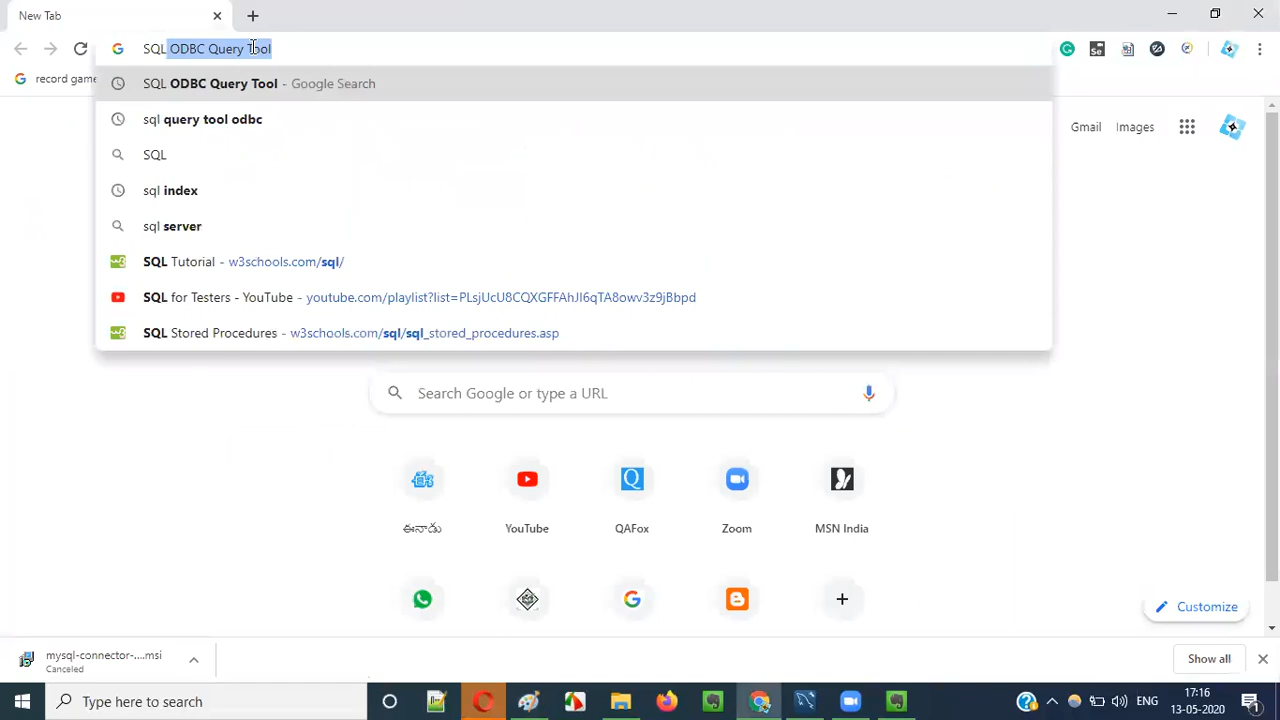 New Tab
SQL ODBC Query Tool
record game
SQL ODBC Query Tool - Google Search
sql query tool odbc
SQL
sql index
sql server
SQL Tutorial - w3schools.com/sql/
SQL for Testers - YouTube - youtube.com/playlist?list=PLsjUcU8CQXGFFAhJI6qTA8owv3z9jBbpd
SQL Stored Procedures - w3schools.com/sql/sql_stored_procedures.asp
Gmail Images
Search Google or type a URL
ఈనాడు YouTube QAFox Zoom MSN India
Customize
mysql-connector-....msi
Canceled
Show all
Type here to search
ENG
17:16
13-05-2020